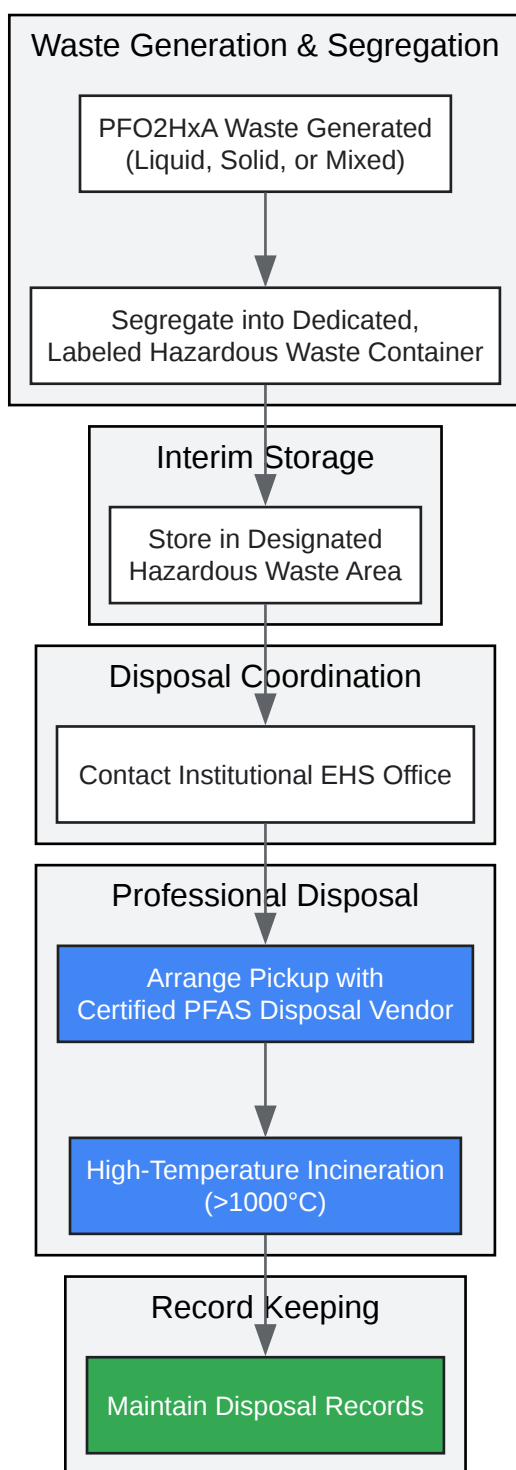 Waste Generation & Segregation
PFO2HxA Waste Generated
(Liquid, Solid, or Mixed)
Segregate into Dedicated,
Labeled Hazardous Waste Container
Interim Storage
Store in Designated
Hazardous Waste Area
Disposal Coordination
Contact Institutional EHS Office
Professional Disposal
Arrange Pickup with
Certified PFAS Disposal Vendor
High-Temperature Incineration
(>1000°C)
Record Keeping
Maintain Disposal Records